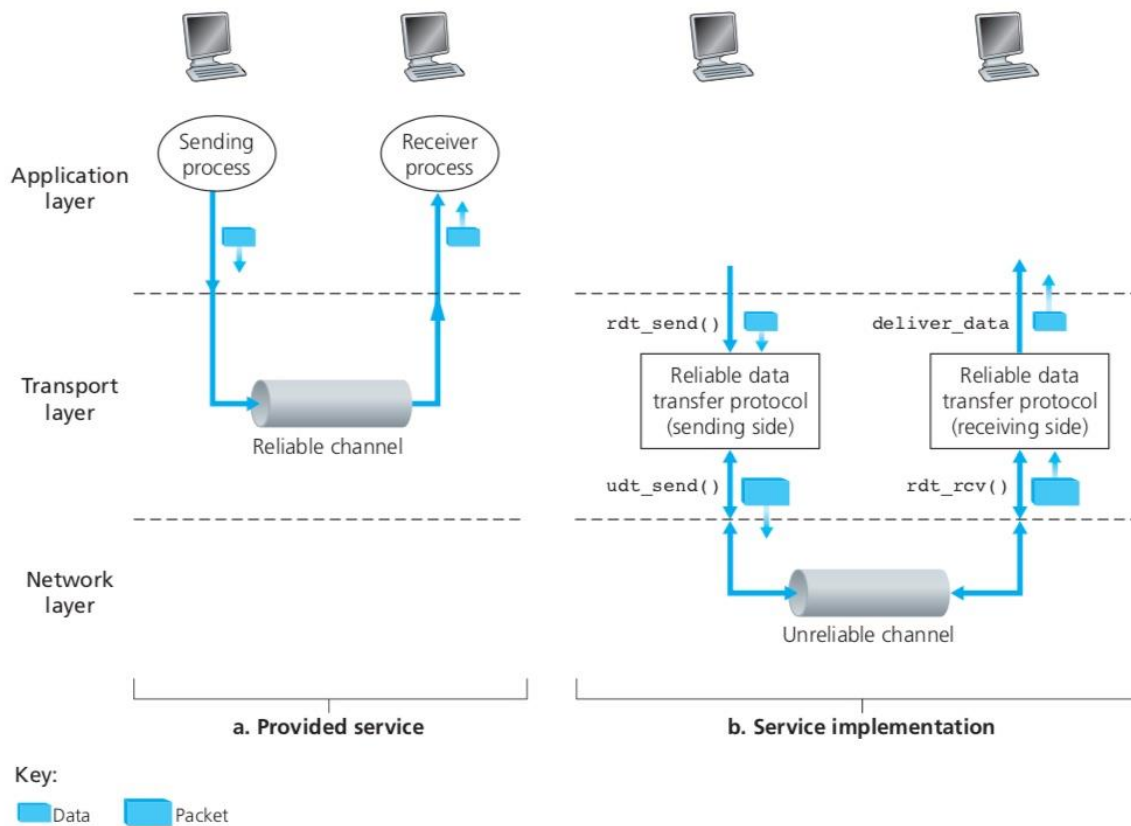 Sending
process
Receiver
process
Application
layer
rdt_send()
deliver_data
Transport
layer
Reliable channel
Reliable data
transfer protocol
(sending side)
Reliable data
transfer protocol
(receiving side)
udt_send()
rdt_rcv()
Network
layer
Unreliable channel
a. Provided service
b. Service implementation
Key:
Data
Packet